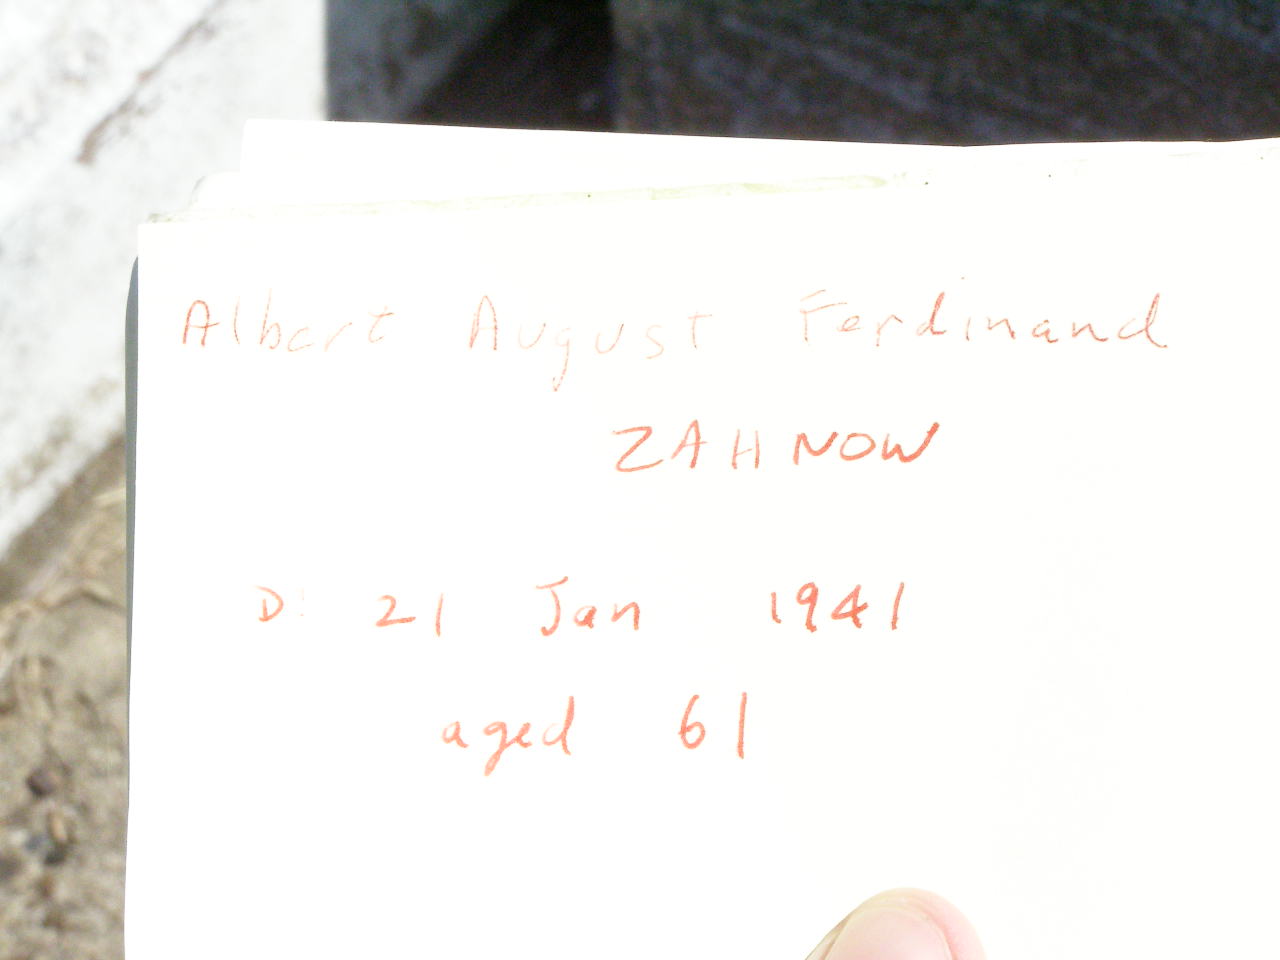 Albert August Ferdinand
ZAHNOW
D: 21 Jan 1941
aged 61